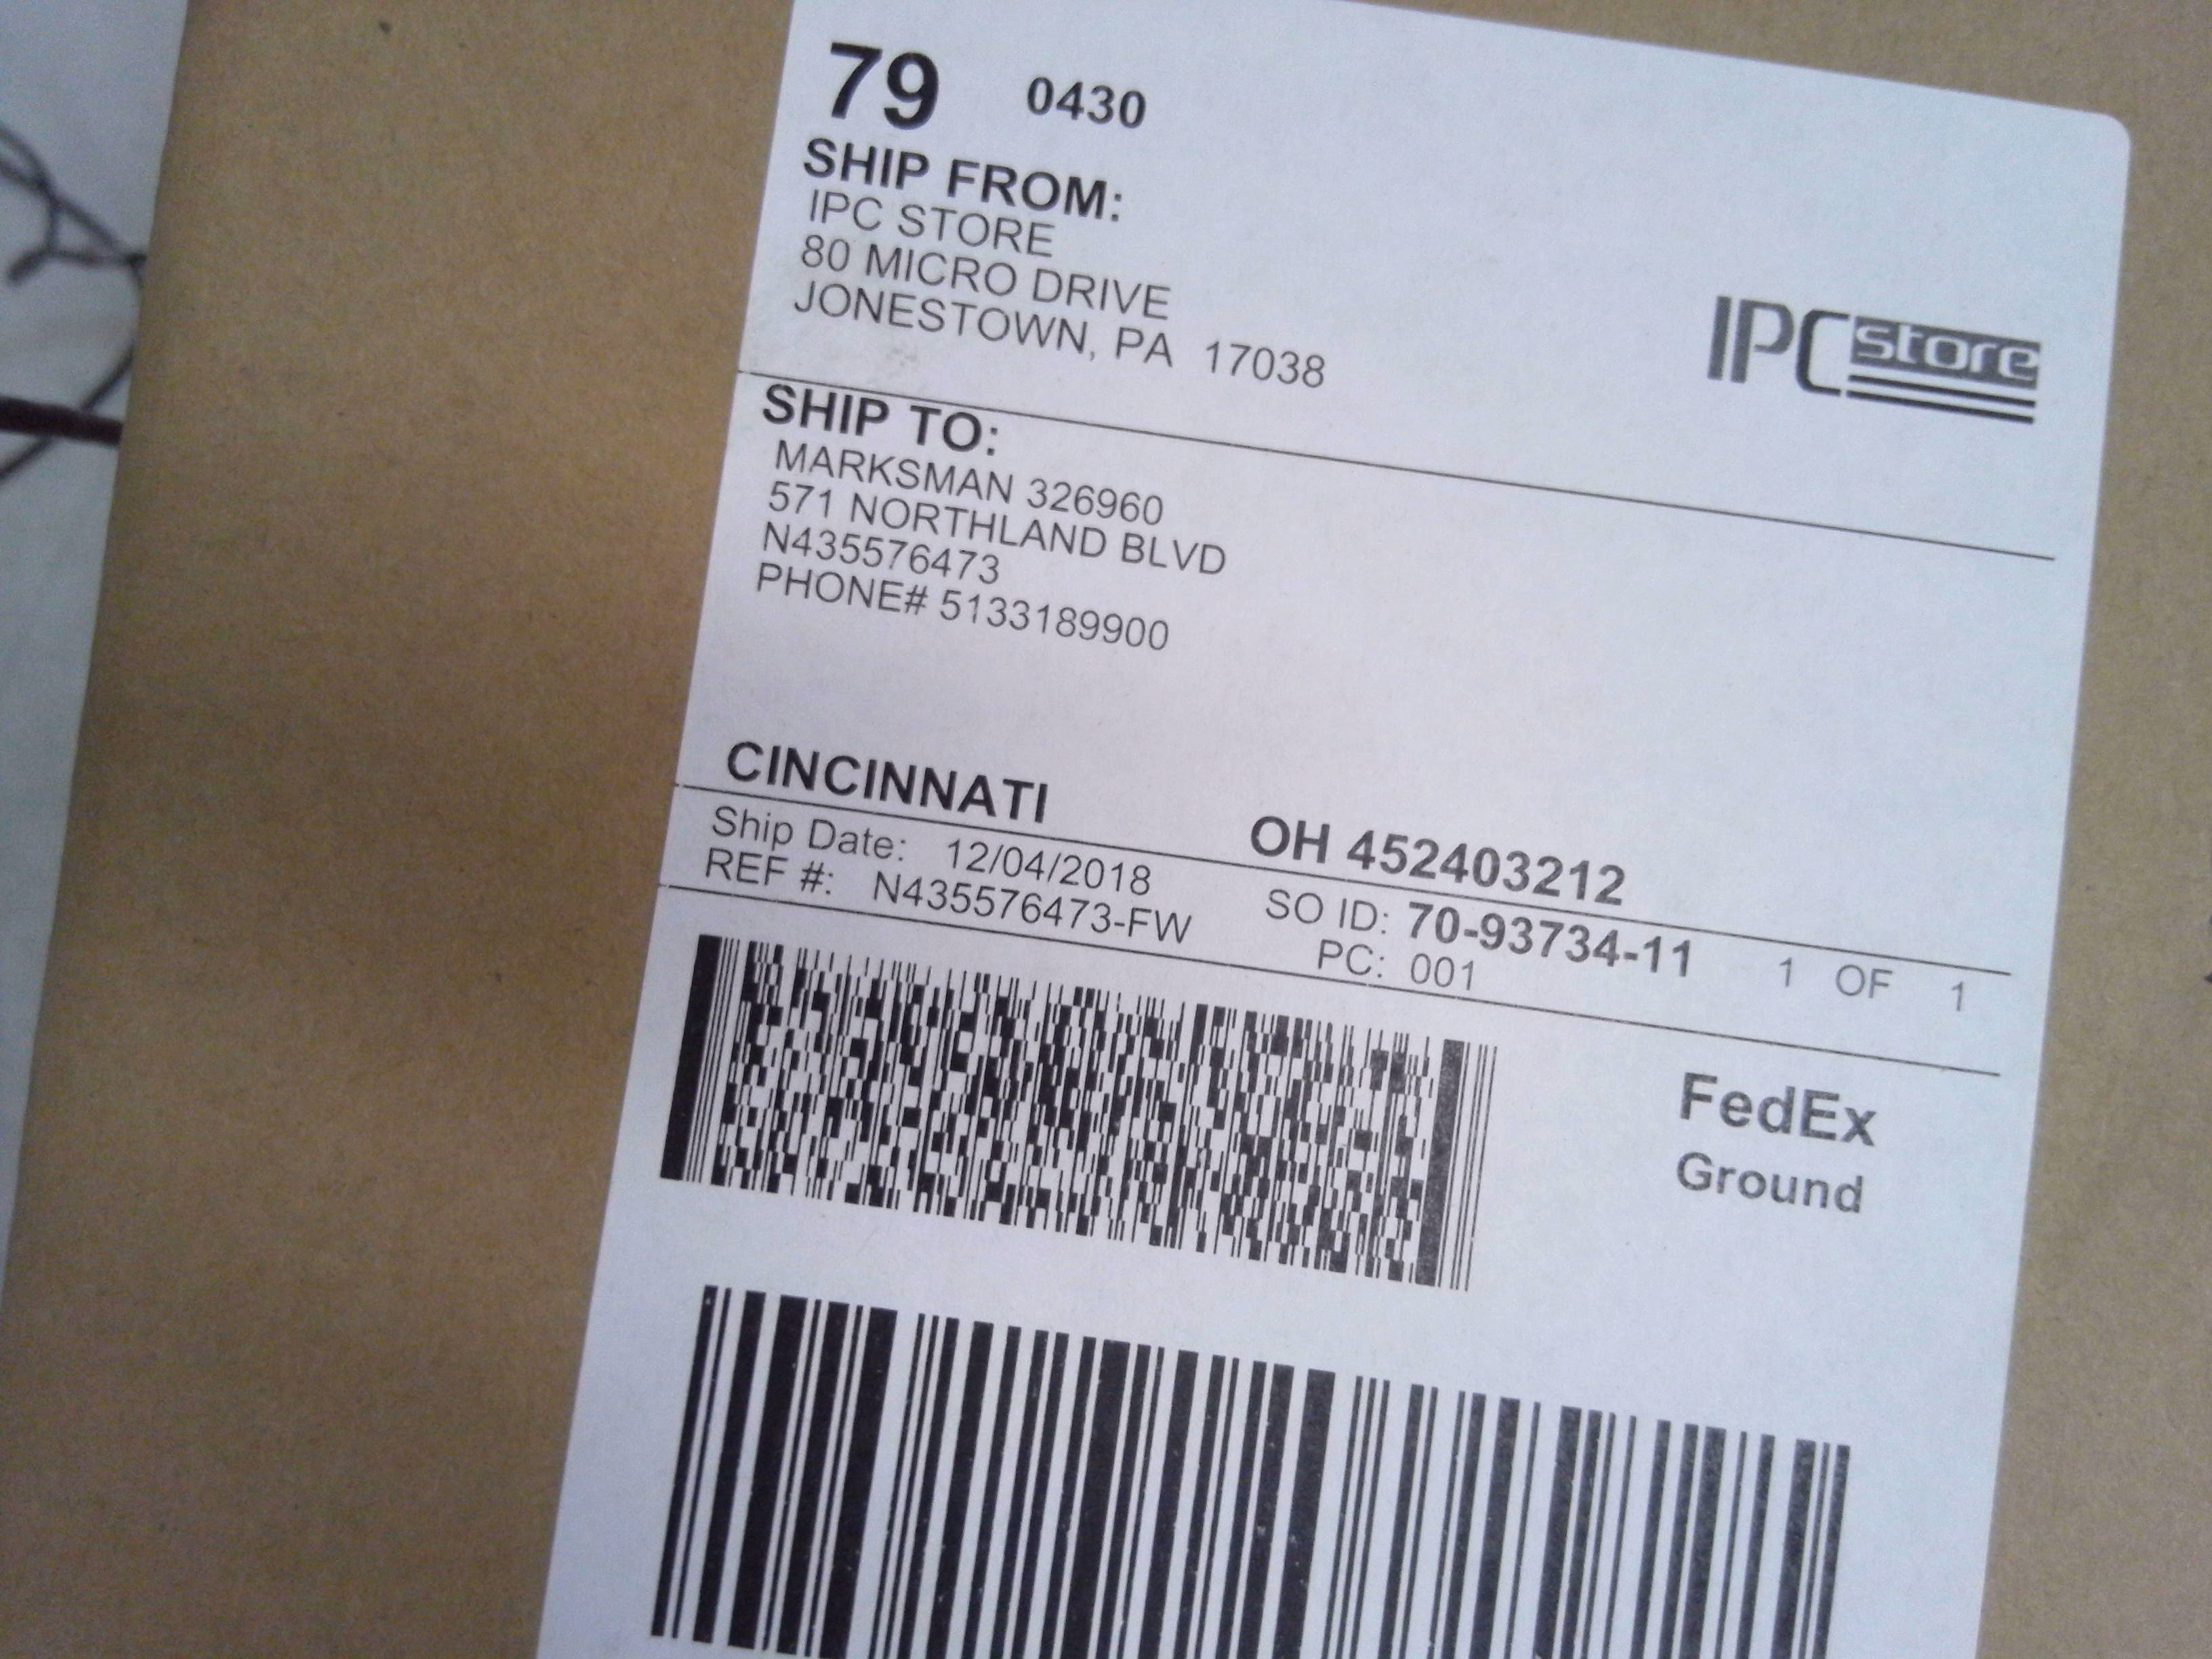 79 0430
SHIP FROM:
IPC STORE
80 MICRO DRIVE
JONESTOWN, PA 17038
IPC store
SHIP TO:
MARKSMAN 326960
571 NORTHLAND BLVD
N435576473
PHONE# 5133189900
CINCINNATI OH 452403212
Ship Date: 12/04/2018 SO ID: 70-93734-11
REF #: N435576473-FW PC: 001 1 OF 1
FedEx
Ground